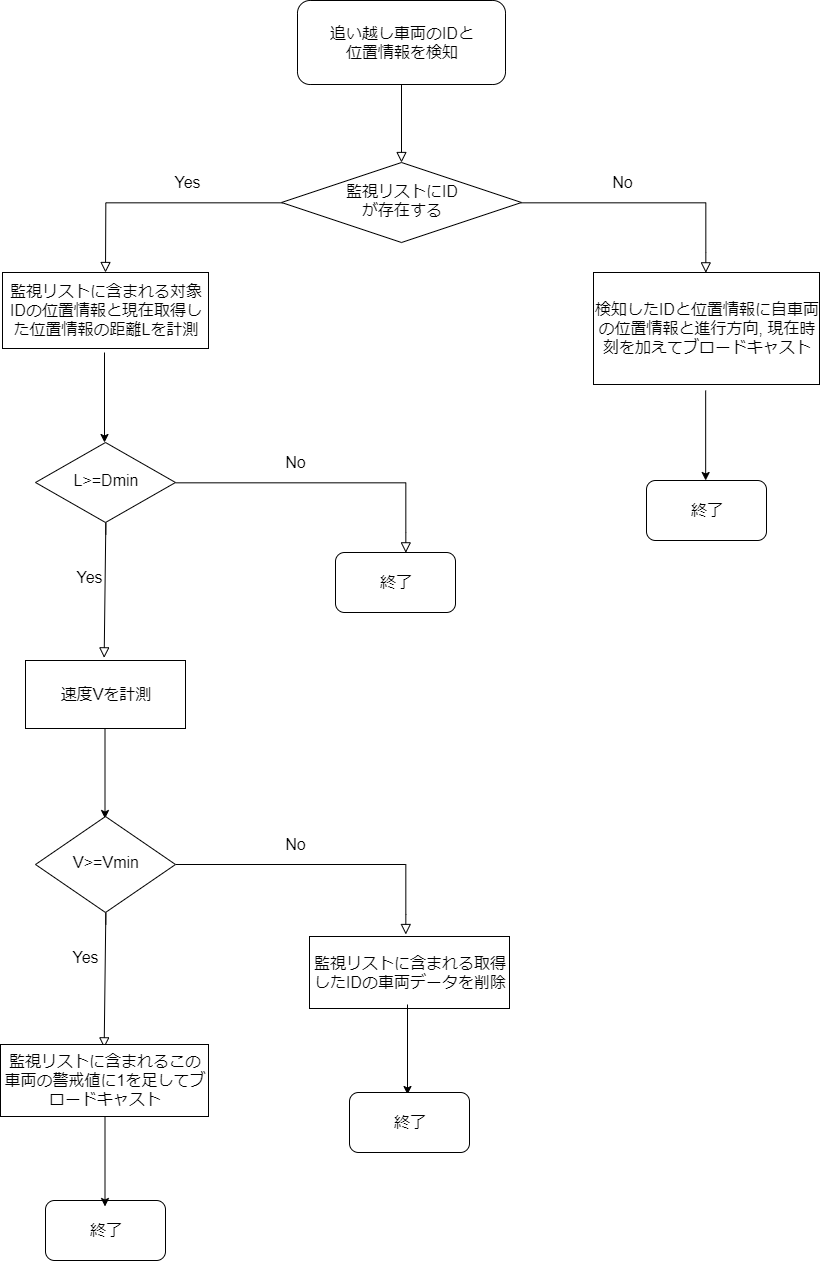 追い越し車両のIDと
位置情報を検知
監視リストにID
が存在する
Yes
No
監視リストに含まれる対象
IDの位置情報と現在取得し
た位置情報の距離Lを計測
検知したIDと位置情報に自車両
の位置情報と進行方向, 現在時
刻を加えてブロードキャスト
終了
L>=Dmin
No
終了
Yes
速度Vを計測
V>=Vmin
No
監視リストに含まれる取得
したIDの車両データを削除
終了
Yes
監視リストに含まれるこの
車両の警戒値に1を足してブ
ロードキャスト
終了